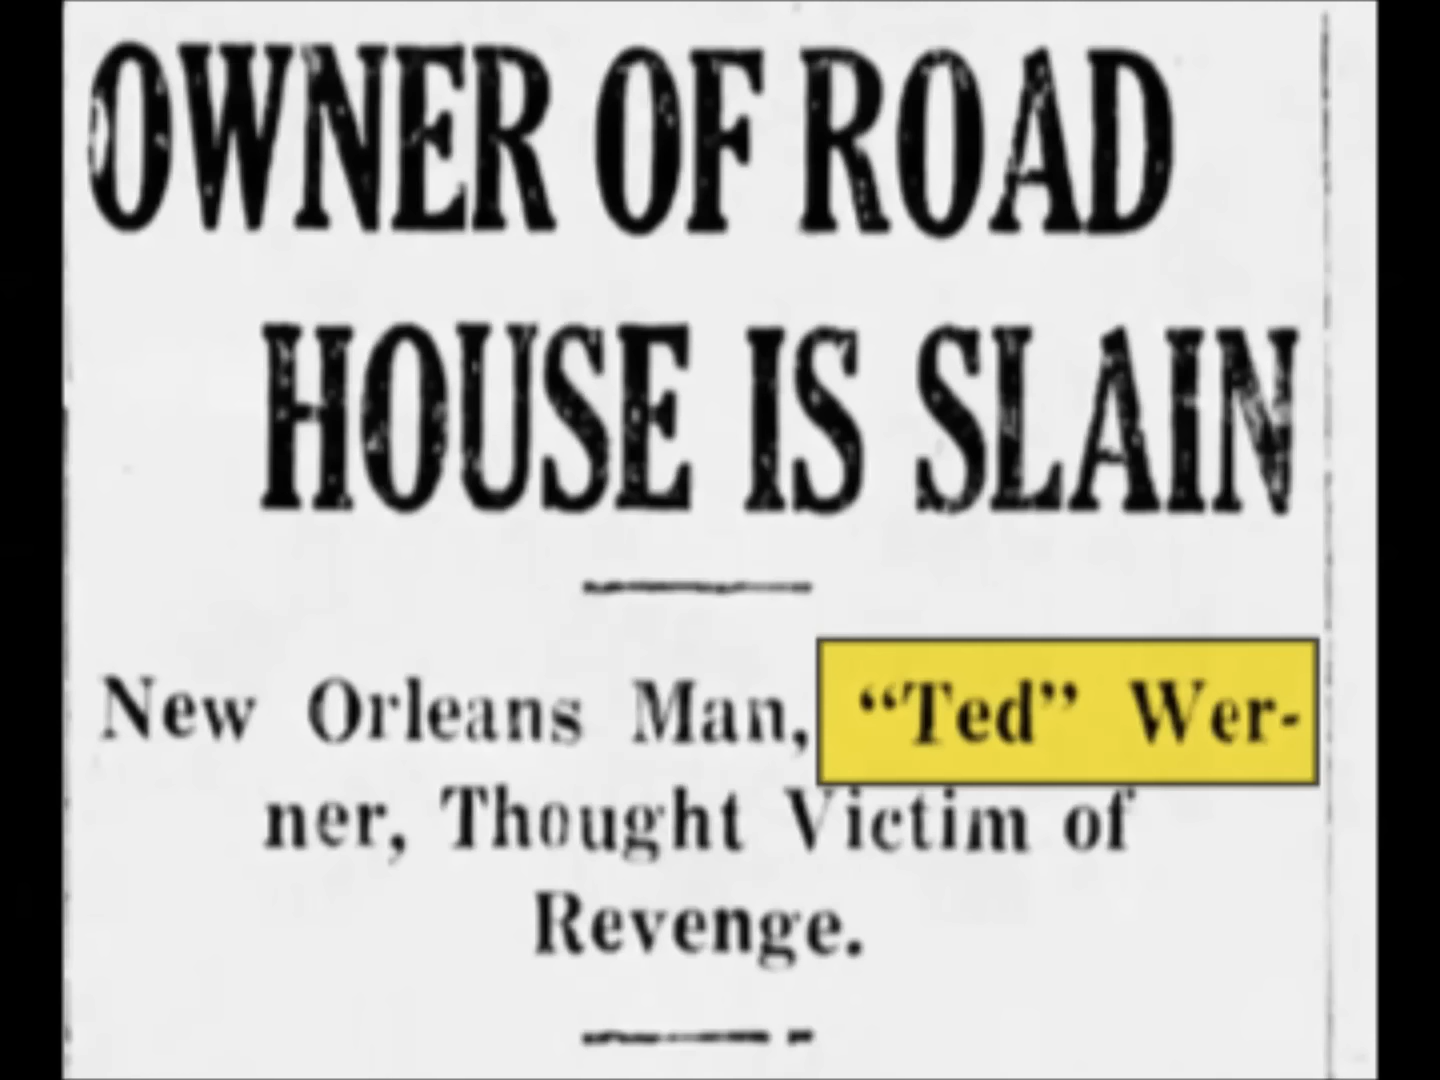 OWNER OF ROAD
HOUSE IS SLAIN
New Orleans Man, “Ted” Wer-
ner, Thought Victim of
Revenge.